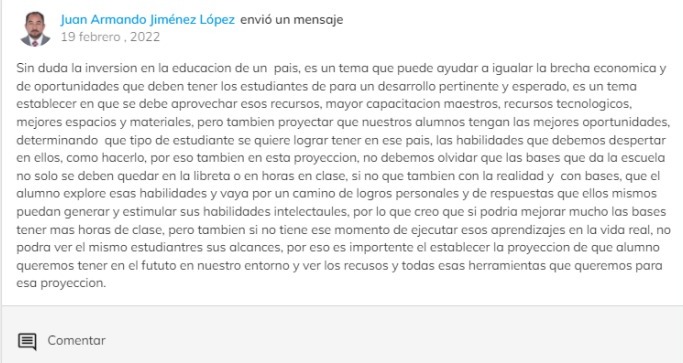 Juan Armando Jiménez López envió un mensaje
19 febrero , 2022
Sin duda la inversion en la educacion de un pais, es un tema que puede ayudar a igualar la brecha economica y
de oportunidades que deben tener los estudiantes de para un desarrollo pertinente y esperado, es un tema
establecer en que se debe aprovechar esos recursos, mayor capacitacion maestros, recursos tecnologicos,
mejores espacios y materiales, pero tambien proyectar que nuestros alumnos tengan las mejores oportunidades,
determinando que tipo de estudiante se quiere lograr tener en ese pais, las habilidades que debemos despertar
en ellos, como hacerlo, por eso tambien en esta proyeccion, no debemos olvidar que las bases que da la escuela
no solo se deben quedar en la libreta o en horas en clase, si no que tambien con la realidad y con bases, que el
alumno explore esas habilidades y vaya por un camino de logros personales y de respuestas que ellos mismos
puedan generar y estimular sus habilidades intelectaules, por lo que creo que si podria mejorar mucho las bases
tener mas horas de clase, pero tambien si no tiene ese momento de ejecutar esos aprendizajes en la vida real, no
podra ver el mismo estudiantres sus alcances, por eso es importente el establecer la proyeccion de que alumno
queremos tener en el fututo en nuestro entorno y ver los recusos y todas esas herramientas que queremos para
esa proyeccion.
Comentar